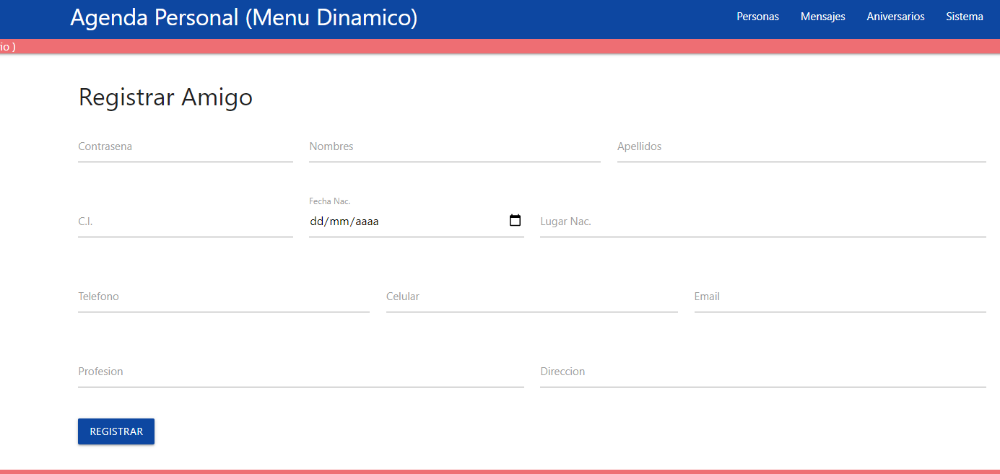 Agenda Personal (Menu Dinamico)
Personas Mensajes Aniversarios Sistema
io )
Registrar Amigo
Contrasena Nombres Apellidos
Fecha Nac.
C.I. dd/mm/aaaa Lugar Nac.
Telefono Celular Email
Profesion Direccion
REGISTRAR